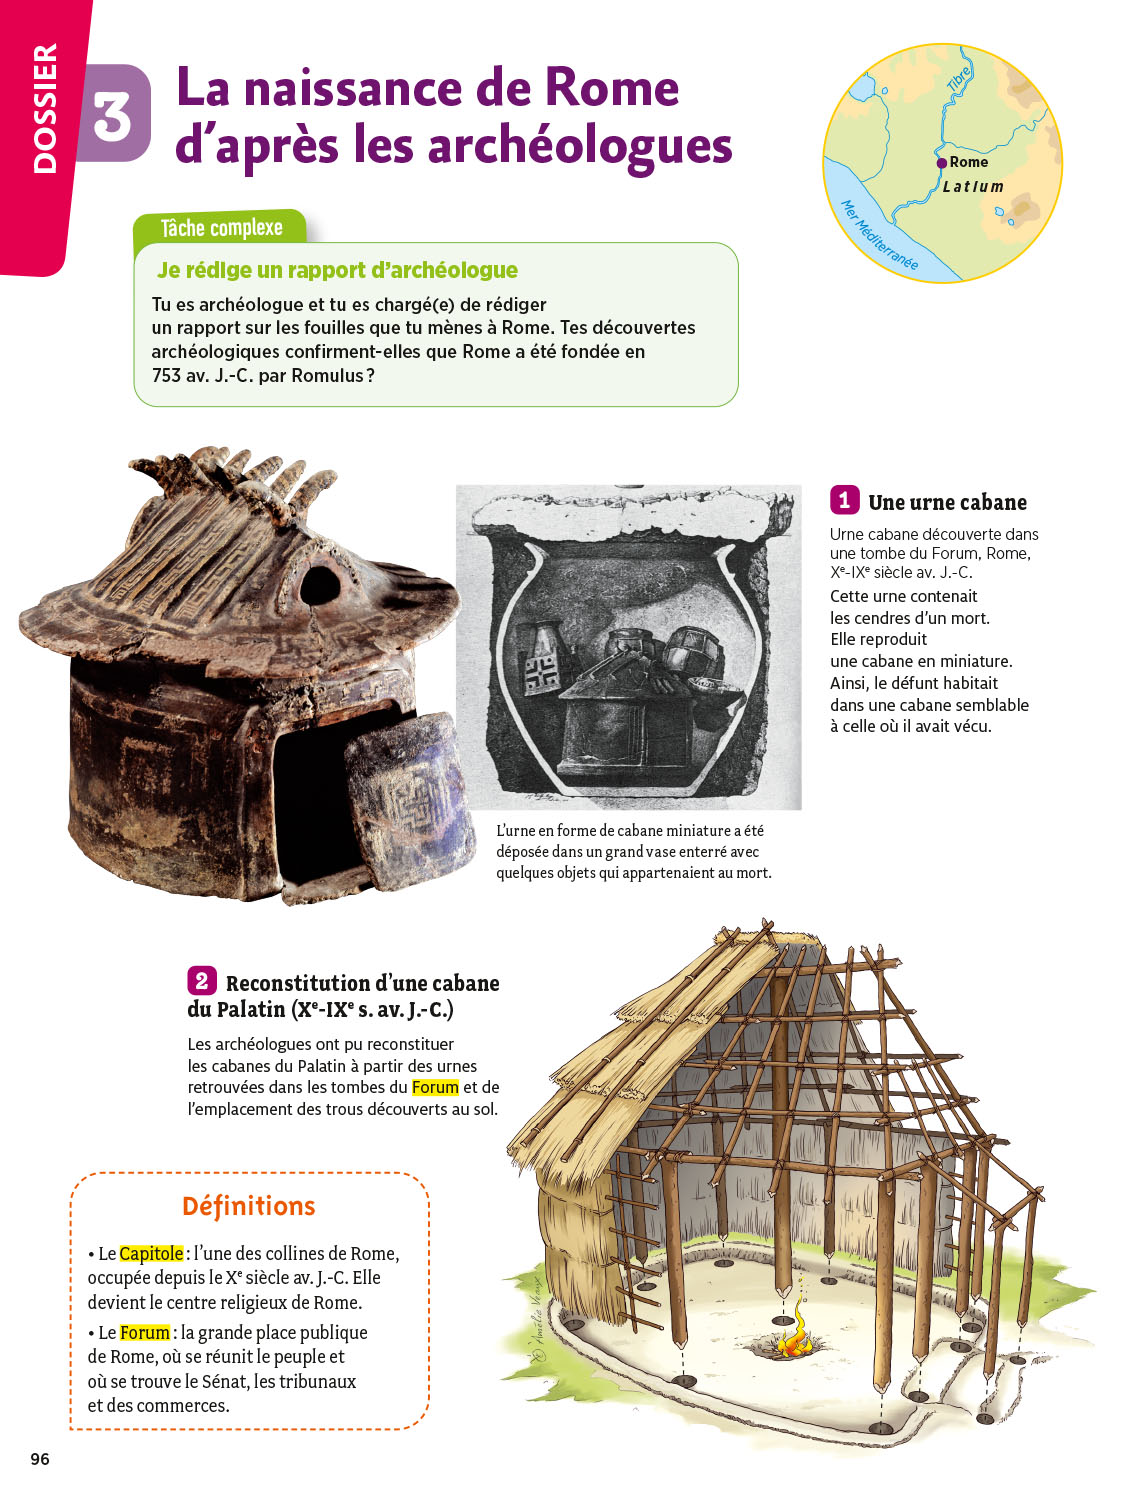 DOSSIER
3
La naissance de Rome
d’après les archéologues
Tibre
Rome
Latium
Mer Méditerranée
Tâche complexe
Je rédige un rapport d’archéologue
Tu es archéologue et tu es chargé(e) de rédiger
un rapport sur les fouilles que tu mènes à Rome. Tes découvertes
archéologiques confirment-elles que Rome a été fondée en
753 av. J.-C. par Romulus ?
1 Une urne cabane
Urne cabane découverte dans
une tombe du Forum, Rome,
Xe-IXe siècle av. J.-C.
Cette urne contenait
les cendres d’un mort.
Elle reproduit
une cabane en miniature.
Ainsi, le défunt habitait
dans une cabane semblable
à celle où il avait vécu.
L’urne en forme de cabane miniature a été
déposée dans un grand vase enterré avec
quelques objets qui appartenaient au mort.
2 Reconstitution d’une cabane
du Palatin (Xe-IXe s. av. J.-C.)
Les archéologues ont pu reconstituer
les cabanes du Palatin à partir des urnes
retrouvées dans les tombes du Forum et de
l’emplacement des trous découverts au sol.
© Amélie Veaux
Définitions
• Le Capitole : l’une des collines de Rome,
occupée depuis le Xe siècle av. J.-C. Elle
devient le centre religieux de Rome.
• Le Forum : la grande place publique
de Rome, où se réunit le peuple et
où se trouve le Sénat, les tribunaux
et des commerces.
96